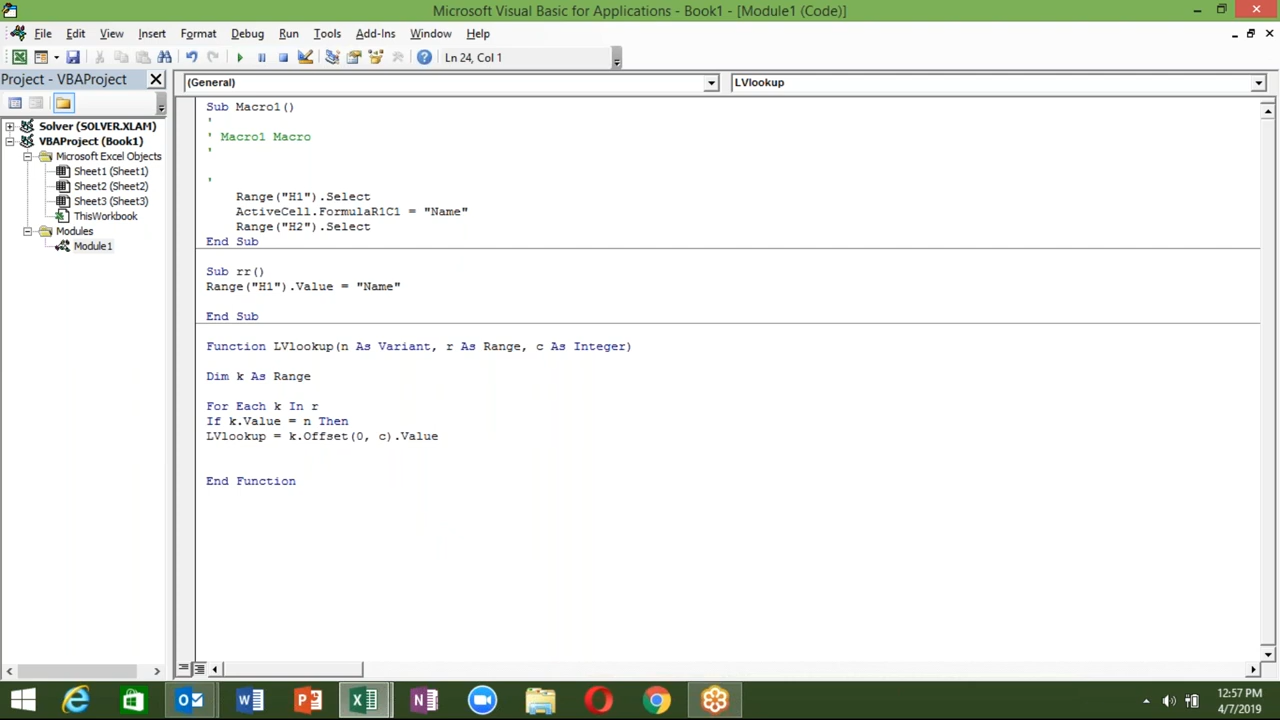 Microsoft Visual Basic for Applications - Book1 - [Module1 (Code)]
File Edit View Insert Format Debug Run Tools Add-Ins Window Help
Ln 24, Col 1
Project - VBAProject
(General)
LVlookup
Solver (SOLVER.XLAM)
VBAProject (Book1)
Microsoft Excel Objects
Sheet1 (Sheet1)
Sheet2 (Sheet2)
Sheet3 (Sheet3)
ThisWorkbook
Modules
Module1
Sub Macro1()
'
' Macro1 Macro
'
'
Range("H1").Select
ActiveCell.FormulaR1C1 = "Name"
Range("H2").Select
End Sub
Sub rr()
Range("H1").Value = "Name"
End Sub
Function LVlookup(n As Variant, r As Range, c As Integer)
Dim k As Range
For Each k In r
If k.Value = n Then
LVlookup = k.Offset(0, c).Value
End Function
12:57 PM
4/7/2019